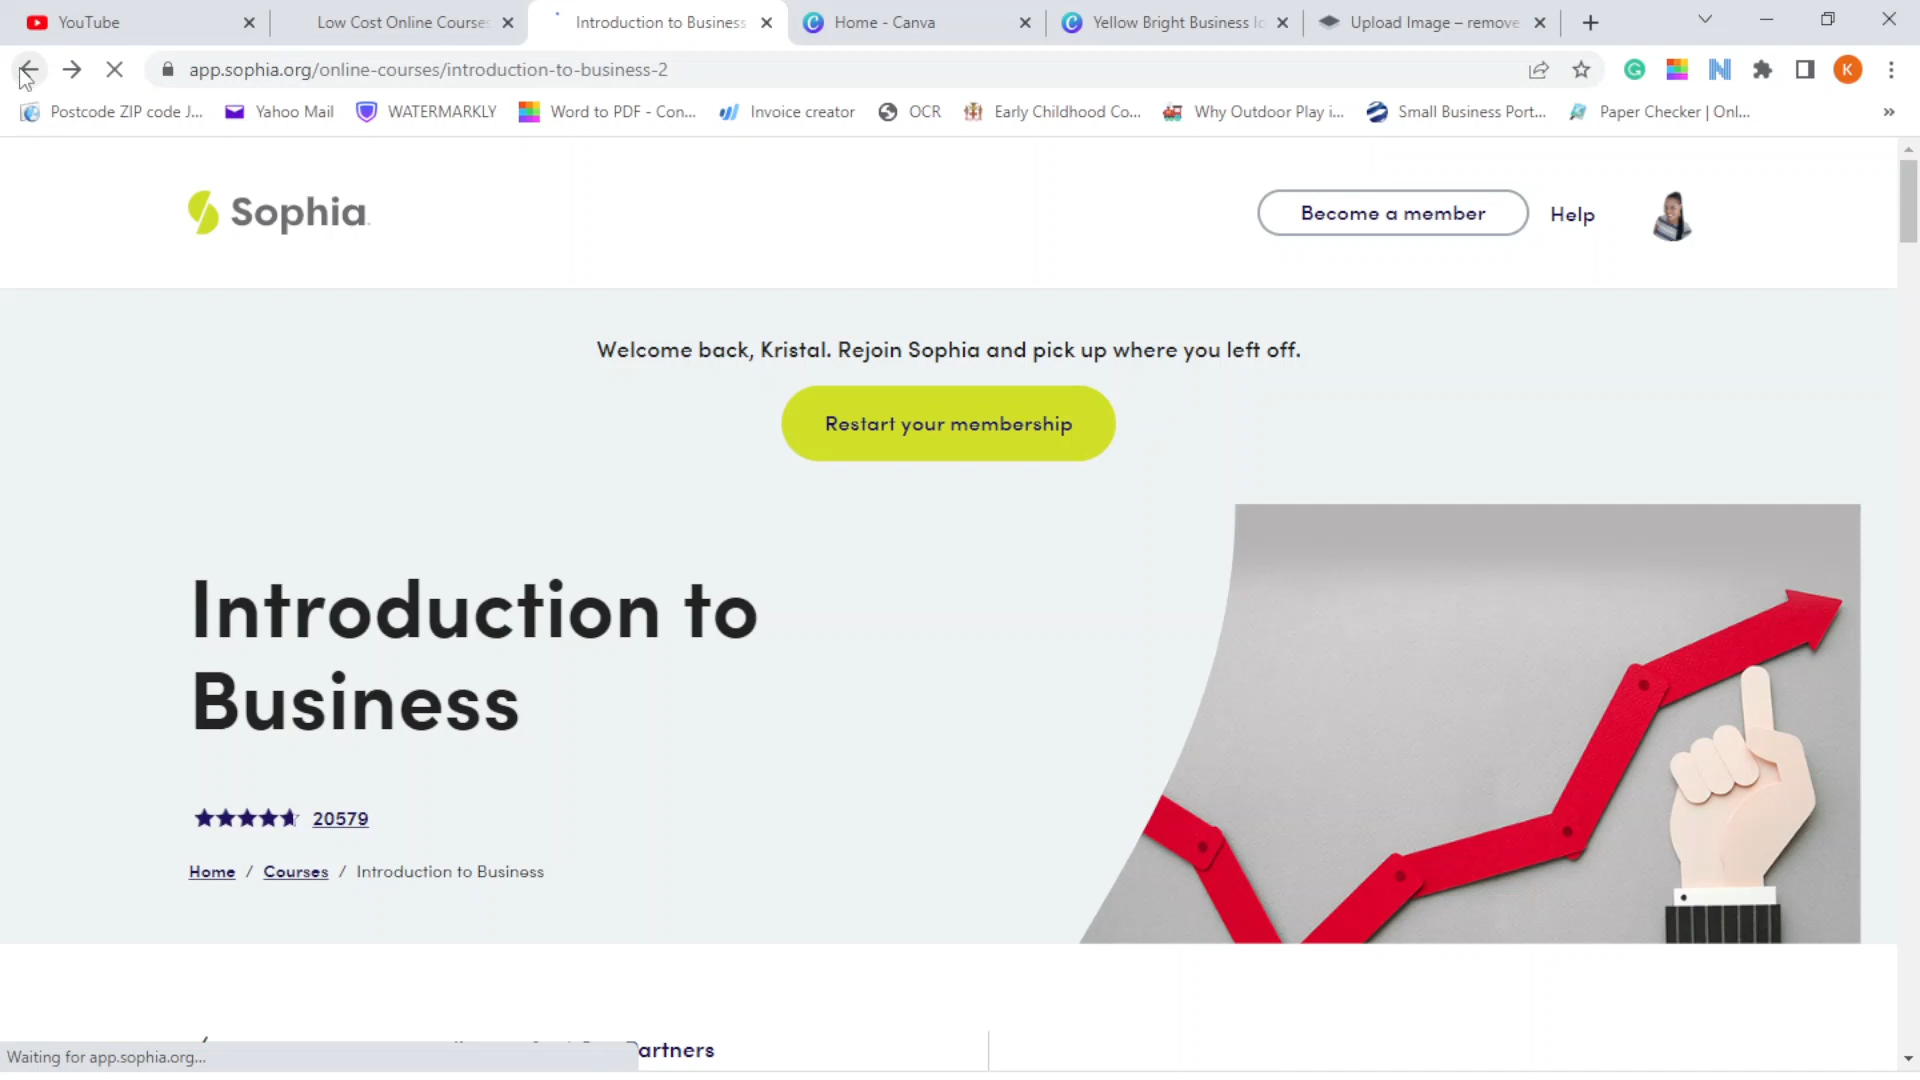 YouTube
Low Cost Online Courses
Introduction to Business
Home - Canva
Yellow Bright Business Ic
Upload Image – remove
app.sophia.org/online-courses/introduction-to-business-2
K
Postcode ZIP code J...
Yahoo Mail
WATERMARKLY
Word to PDF - Con...
Invoice creator
OCR
Early Childhood Co...
Why Outdoor Play i...
Small Business Port...
Paper Checker | Onl...
»
Sophia
Become a member
Help
Welcome back, Kristal. Rejoin Sophia and pick up where you left off.
Restart your membership
Introduction to
Business
20579
Home / Courses / Introduction to Business
artners
Waiting for app.sophia.org...